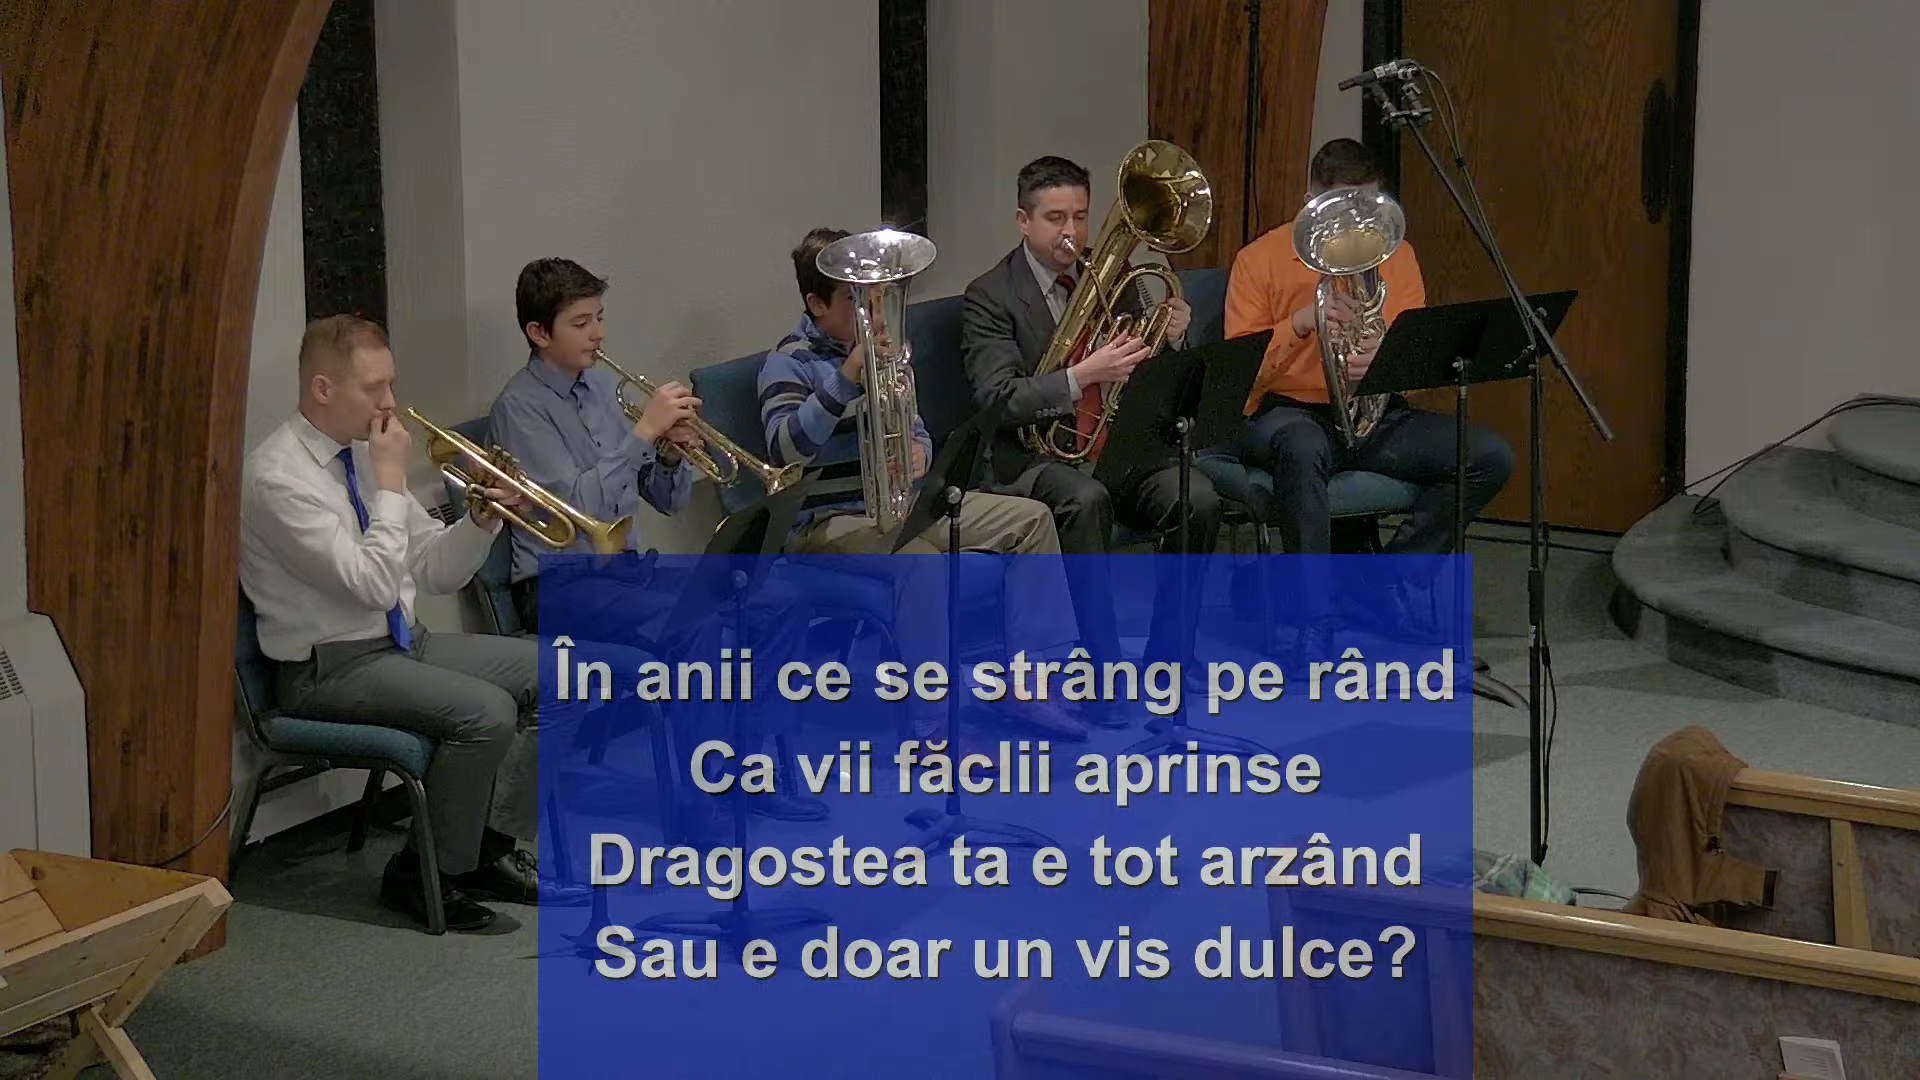 În anii ce se strâng pe rând
Ca vii făclii aprinse
Dragostea ta e tot arzând
Sau e doar un vis dulce?